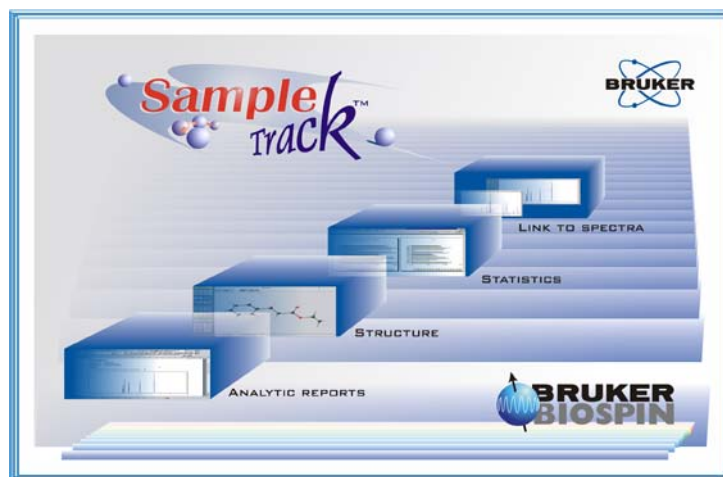 Sample
Track™
BRUKER
LINK TO SPECTRA
STATISTICS
STRUCTURE
ANALYTIC REPORTS
BRUKER
BIOSPIN